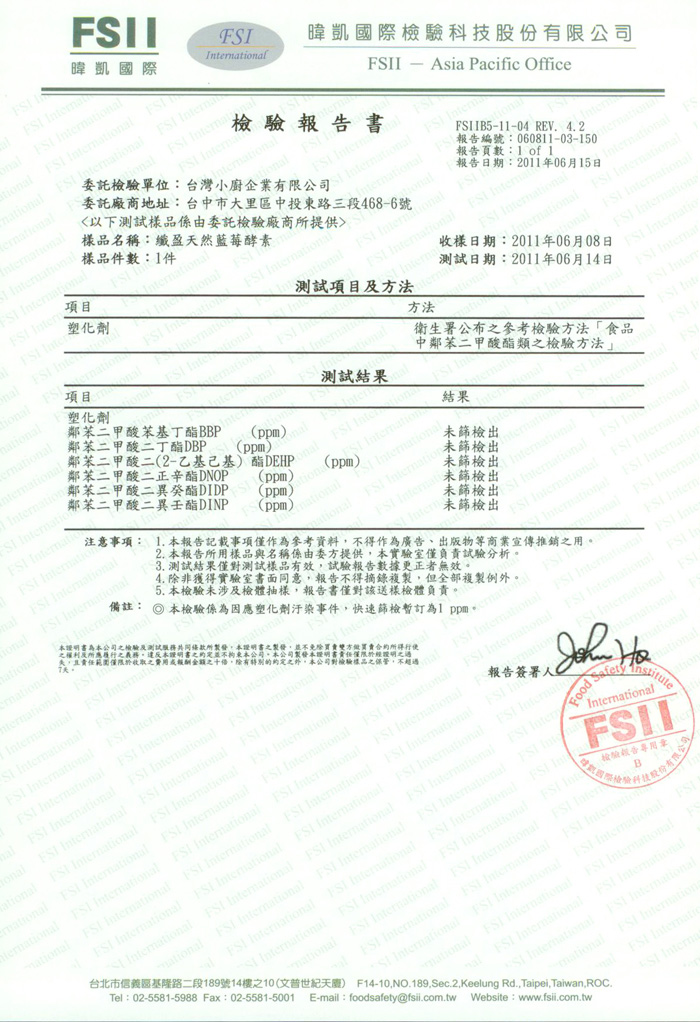 FSII
暐凱國際
FSI
International
暐凱國際檢驗科技股份有限公司
FSII － Asia Pacific Office
檢驗報告書
FSIIB5-11-04 REV. 4.2
報告編號：060811-03-150
報告頁數：1 of 1
報告日期：2011年06月15日
委託檢驗單位：台灣小廚企業有限公司
委託廠商地址：台中市大里區中投東路三段468-6號
<以下測試樣品係由委託檢驗廠商所提供>
樣品名稱：纖盈天然藍莓酵素
收樣日期：2011年06月08日
樣品件數：1件
測試日期：2011年06月14日
測試項目及方法
項目 方法
塑化劑 衛生署公布之參考檢驗方法「食品
中鄰苯二甲酸酯類之檢驗方法」
測試結果
項目 結果
塑化劑
鄰苯二甲酸苯基丁酯BBP (ppm) 未篩檢出
鄰苯二甲酸二丁酯DBP (ppm) 未篩檢出
鄰苯二甲酸二(2-乙基己基) 酯DEHP (ppm) 未篩檢出
鄰苯二甲酸二正辛酯DNOP (ppm) 未篩檢出
鄰苯二甲酸二異癸酯DIDP (ppm) 未篩檢出
鄰苯二甲酸二異壬酯DINP (ppm) 未篩檢出
注意事項：1.本報告記載事項僅作為參考資料，不得作為廣告、出版物等商業宣傳推銷之用。
2.本報告所用樣品與名稱係由委方提供，本實驗室僅負責試驗分析。
3.測試結果僅對測試樣品有效，試驗報告數據更正者無效。
4.除非獲得實驗室書面同意，報告不得摘錄複製，但全部複製例外。
5.本檢驗未涉及檢體抽樣，報告書僅對該送樣檢體負責。
備註：◎ 本檢驗係為因應塑化劑汙染事件，快速篩檢暫訂為1 ppm。
本證明書為本公司之檢驗及測試服務共同條款所製發，本證明書之製發，並不免除買賣雙方做買賣合約所得行使
之權利及所應履行之義務，違反本證明書之約定並不拘束本公司。本公司製發本證明書責任僅限於經證明之過
失，且責任範圍僅限於收取之費用或報酬金額之十倍。除有特別的約定之外，本公司對檢驗樣品之保管，不超過
7天。
報告簽署人
John Ho
Food Safety Institute
International
FSII
檢驗報告專用章
B
暐凱國際檢驗科技股份有限公司
台北市信義區基隆路二段189號14樓之10(文普世紀天廈) F14-10,NO.189,Sec.2,Keelung Rd.,Taipei,Taiwan,ROC.
Tel：02-5581-5988 Fax：02-5581-5001 E-mail：foodsafety@fsii.com.tw Website：www.fsii.com.tw